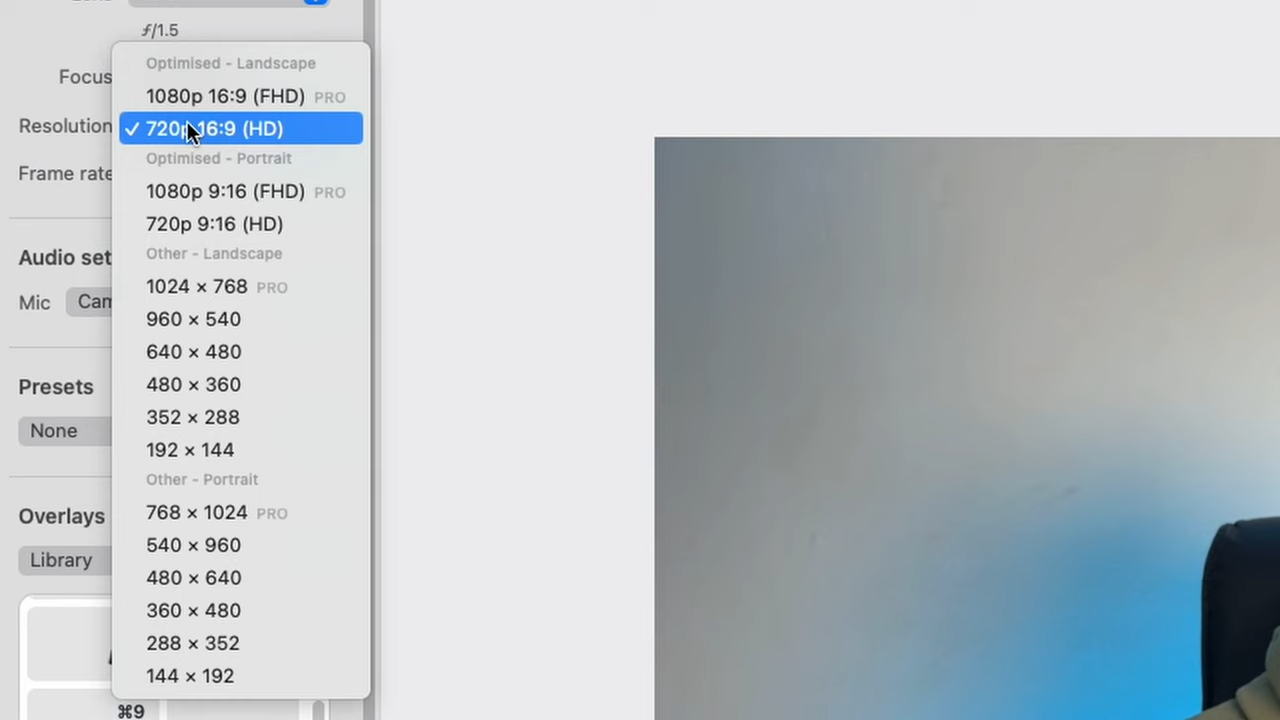 ƒ/1.5
Optimised - Landscape
Focus
1080p 16:9 (FHD) PRO
Resolution
720p 16:9 (HD)
Optimised - Portrait
Frame rate
1080p 9:16 (FHD) PRO
720p 9:16 (HD)
Audio set
Other - Landscape
1024 × 768 PRO
Mic
Cam
960 × 540
640 × 480
Presets
480 × 360
None
352 × 288
192 × 144
Other - Portrait
Overlays
768 × 1024 PRO
540 × 960
Library
480 × 640
360 × 480
288 × 352
144 × 192
⌘9